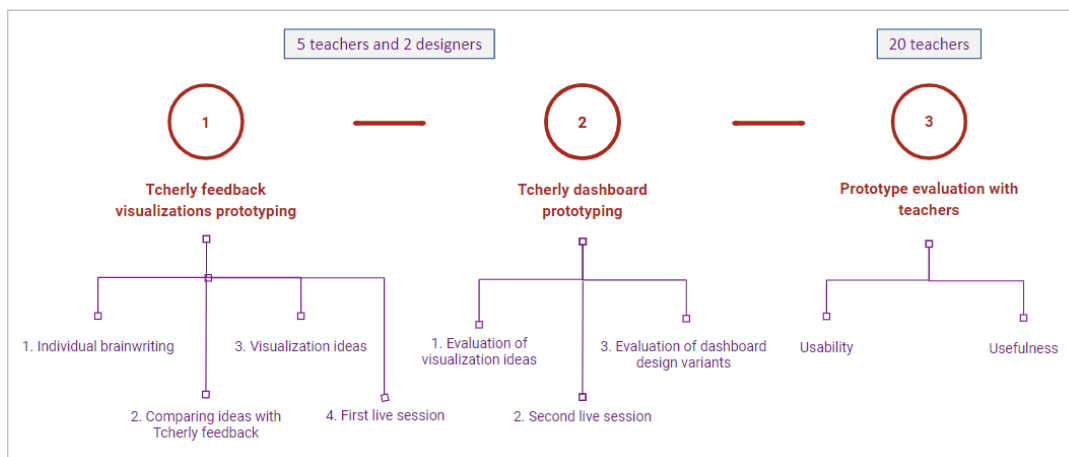 5 teachers and 2 designers
20 teachers
1
2
3
Tcherly feedback
visualizations prototyping
Tcherly dashboard
prototyping
Prototype evaluation with
teachers
1. Individual brainwriting
3. Visualization ideas
2. Comparing ideas with
Tcherly feedback
4. First live session
1. Evaluation of
visualization ideas
3. Evaluation of dashboard
design variants
2. Second live session
Usability
Usefulness